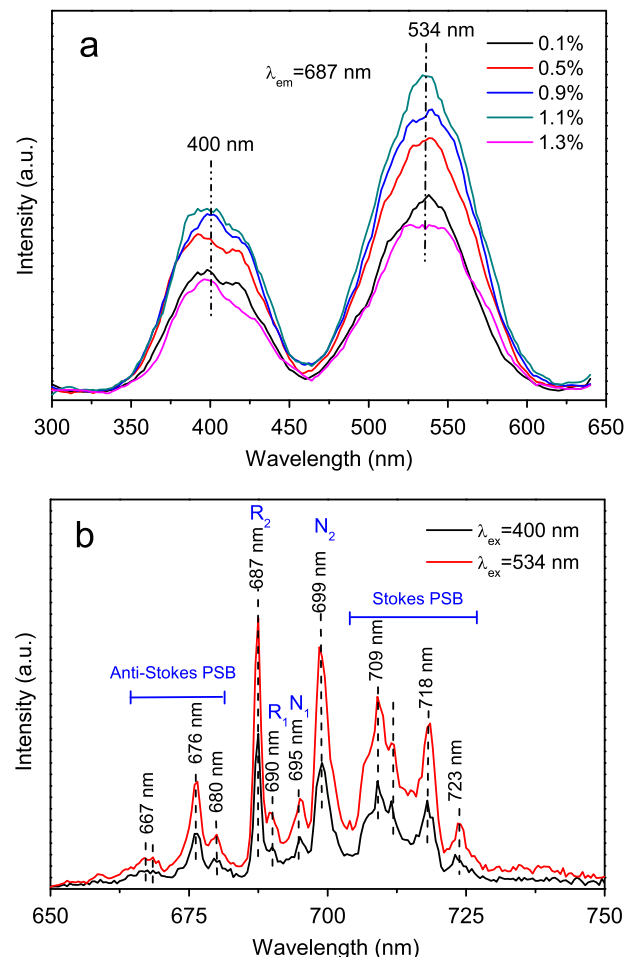 a
534 nm
λem=687 nm
400 nm
0.1%
0.5%
0.9%
1.1%
1.3%
Intensity (a.u.)
300 350 400 450 500 550 600 650
Wavelength (nm)
b
R2
N2
λex=400 nm
λex=534 nm
687 nm
699 nm
Stokes PSB
Anti-Stokes PSB
R1
N1
667 nm
676 nm
680 nm
690 nm
695 nm
709 nm
718 nm
723 nm
Intensity (a.u.)
650 675 700 725 750
Wavelength (nm)